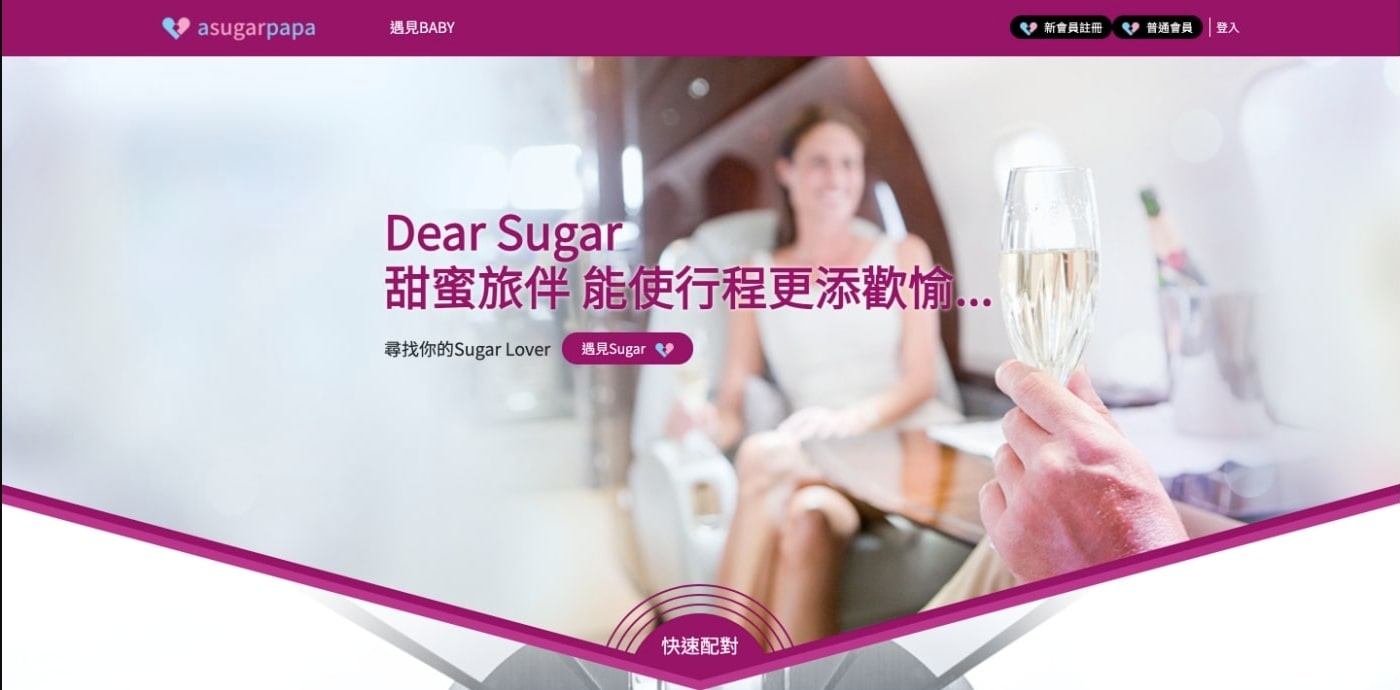 asugarpapa
遇見BABY
新會員註冊
普通會員
登入
Dear Sugar
甜蜜旅伴 能使行程更添歡愉...
尋找你的Sugar Lover
遇見Sugar
快速配對